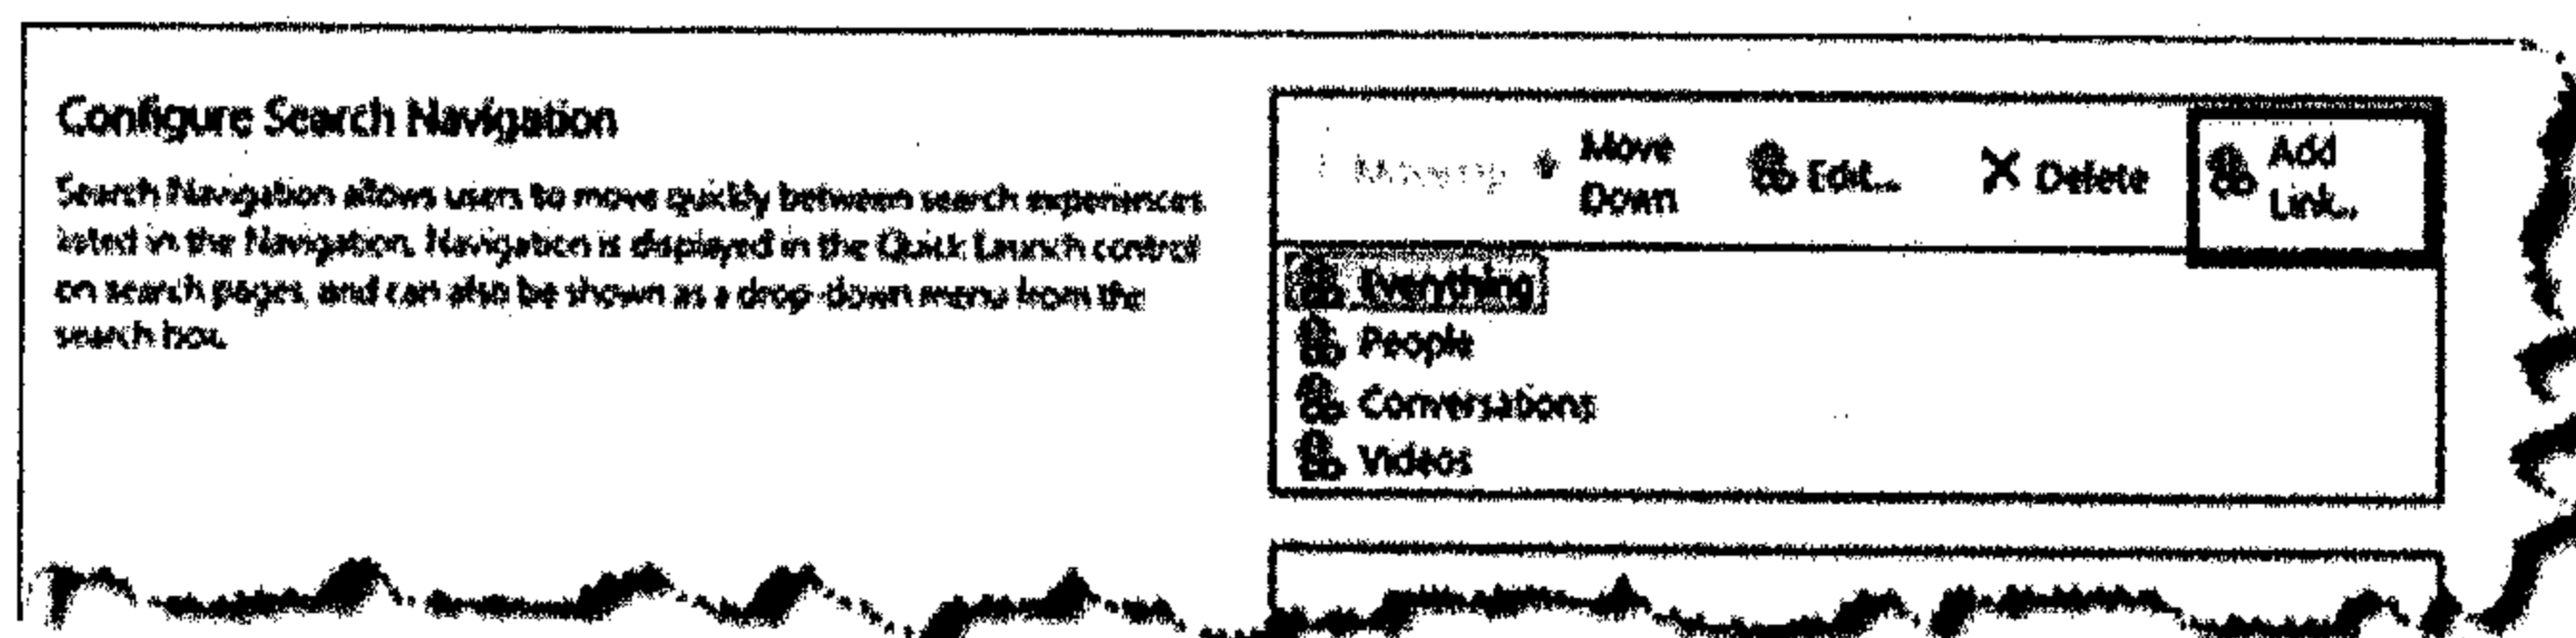 Configure Search Navigation
Search Navigation allows users to move quickly between search experiences
listed in the Navigation. Navigation is displayed in the Quick Launch control
on search pages, and can also be shown as a drop-down menu from the
search box.
Move Up
Move
Down
Edit...
Delete
Add
Link...
Everything
People
Conversations
Videos